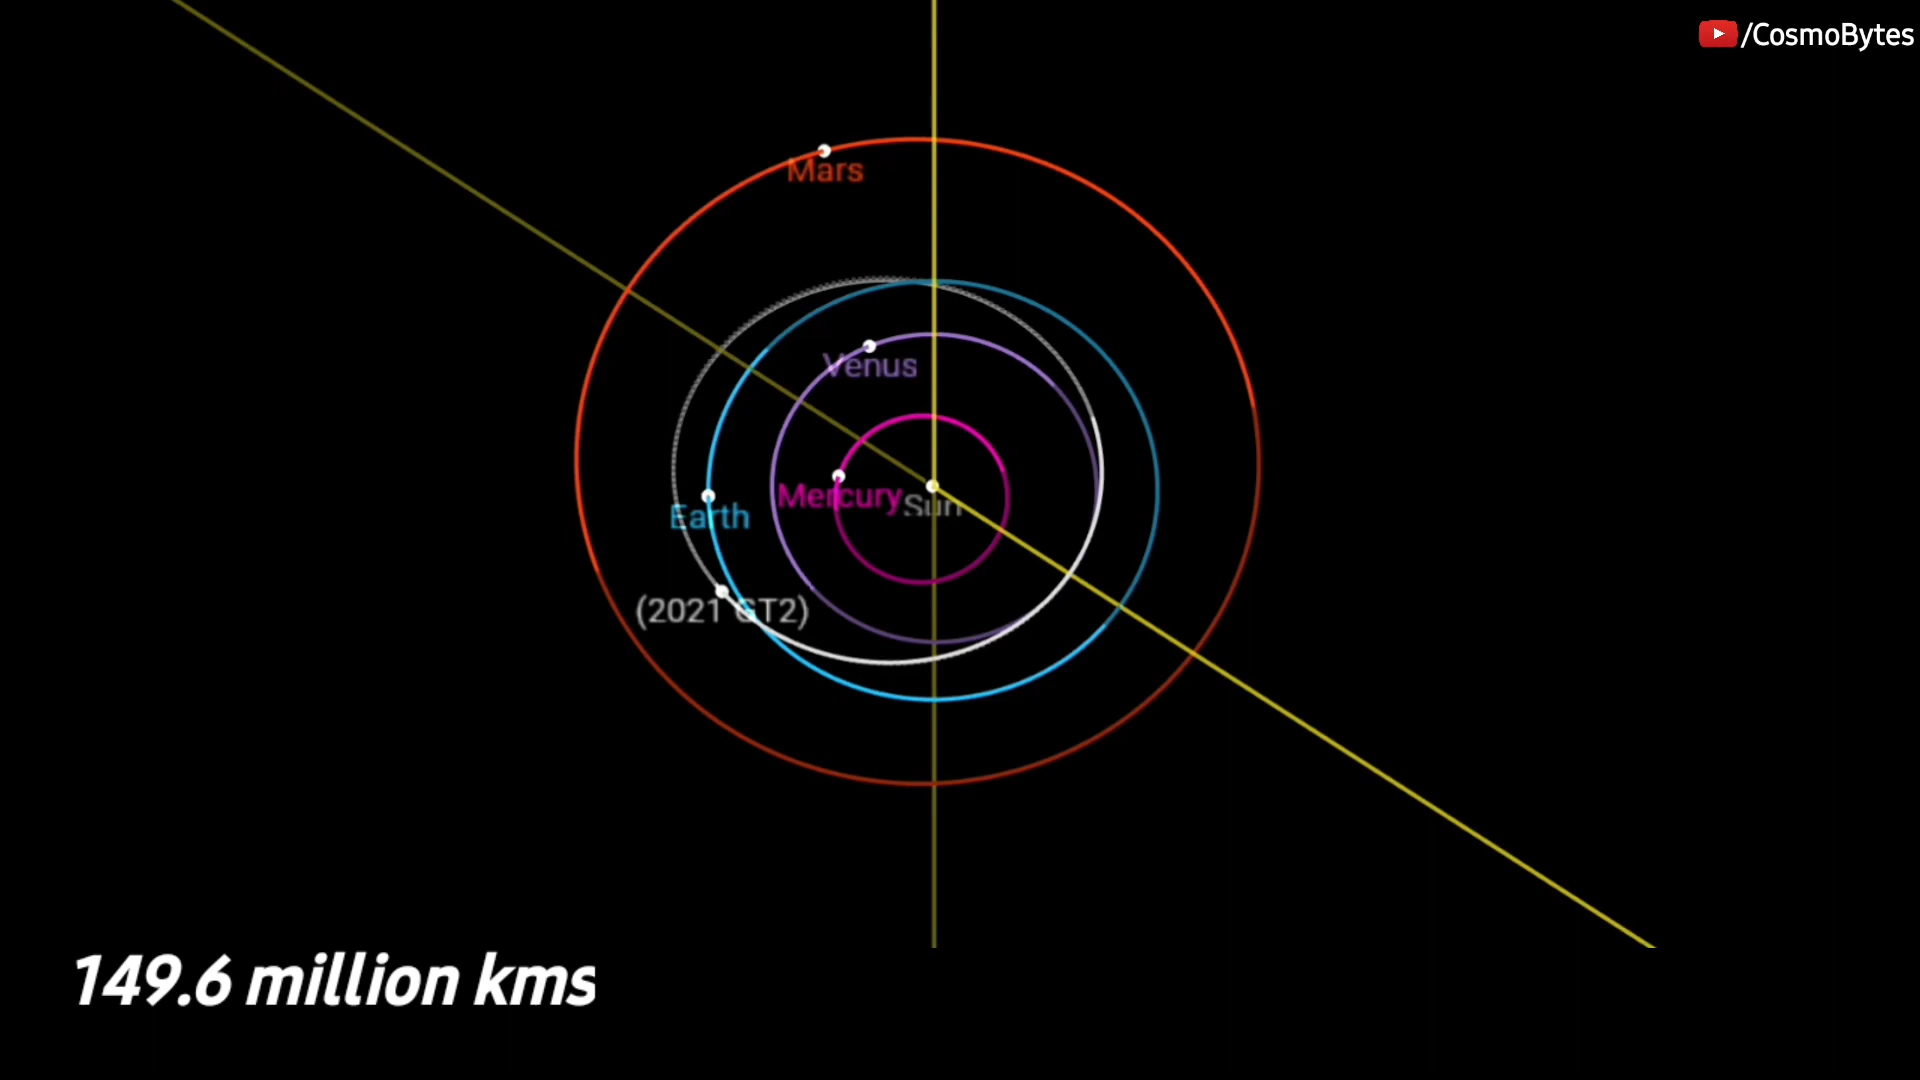 /CosmoBytes
Mars
Venus
Mercury
Sun
Earth
(2021 GT2)
149.6 million kms